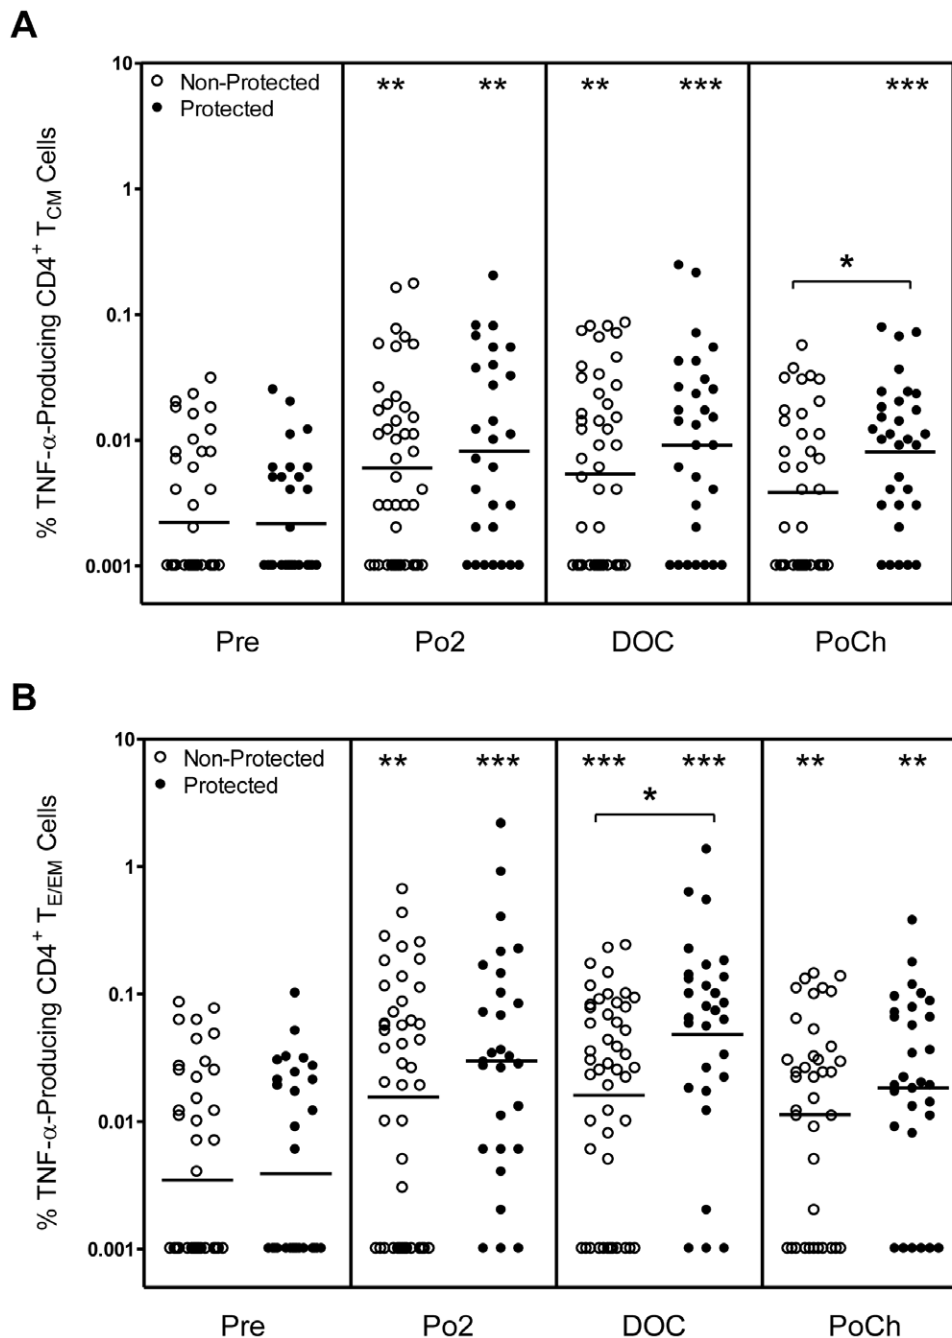 A
% TNF-α-Producing CD4⁺ T_CM Cells
10
1
0.1
0.01
0.001
○ Non-Protected
● Protected
** ** ** *** ***
*
Pre Po2 DOC PoCh
B
% TNF-α-Producing CD4⁺ T_E/EM Cells
10
1
0.1
0.01
0.001
○ Non-Protected
● Protected
** *** *** *** ** **
*
Pre Po2 DOC PoCh